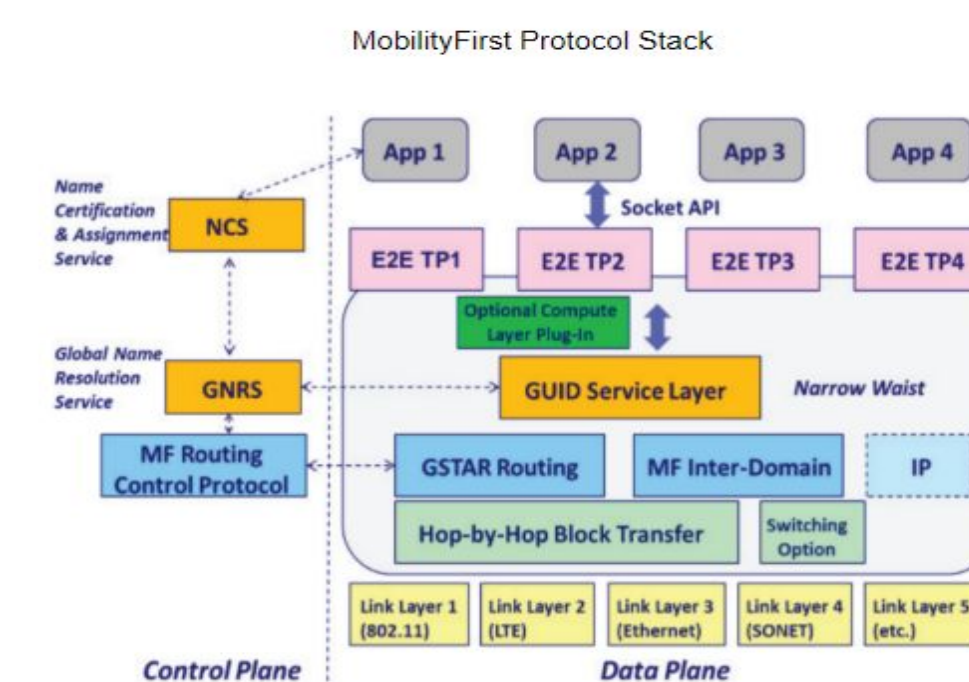 MobilityFirst Protocol Stack
App 1
App 2
App 3
App 4
Name
Certification
& Assignment
Service
NCS
Socket API
E2E TP1
E2E TP2
E2E TP3
E2E TP4
Optional Compute
Layer Plug-In
Global Name
Resolution
Service
GNRS
GUID Service Layer
Narrow Waist
MF Routing
Control Protocol
GSTAR Routing
MF Inter-Domain
IP
Hop-by-Hop Block Transfer
Switching
Option
Link Layer 1
(802.11)
Link Layer 2
(LTE)
Link Layer 3
(Ethernet)
Link Layer 4
(SONET)
Link Layer 5
(etc.)
Control Plane
Data Plane